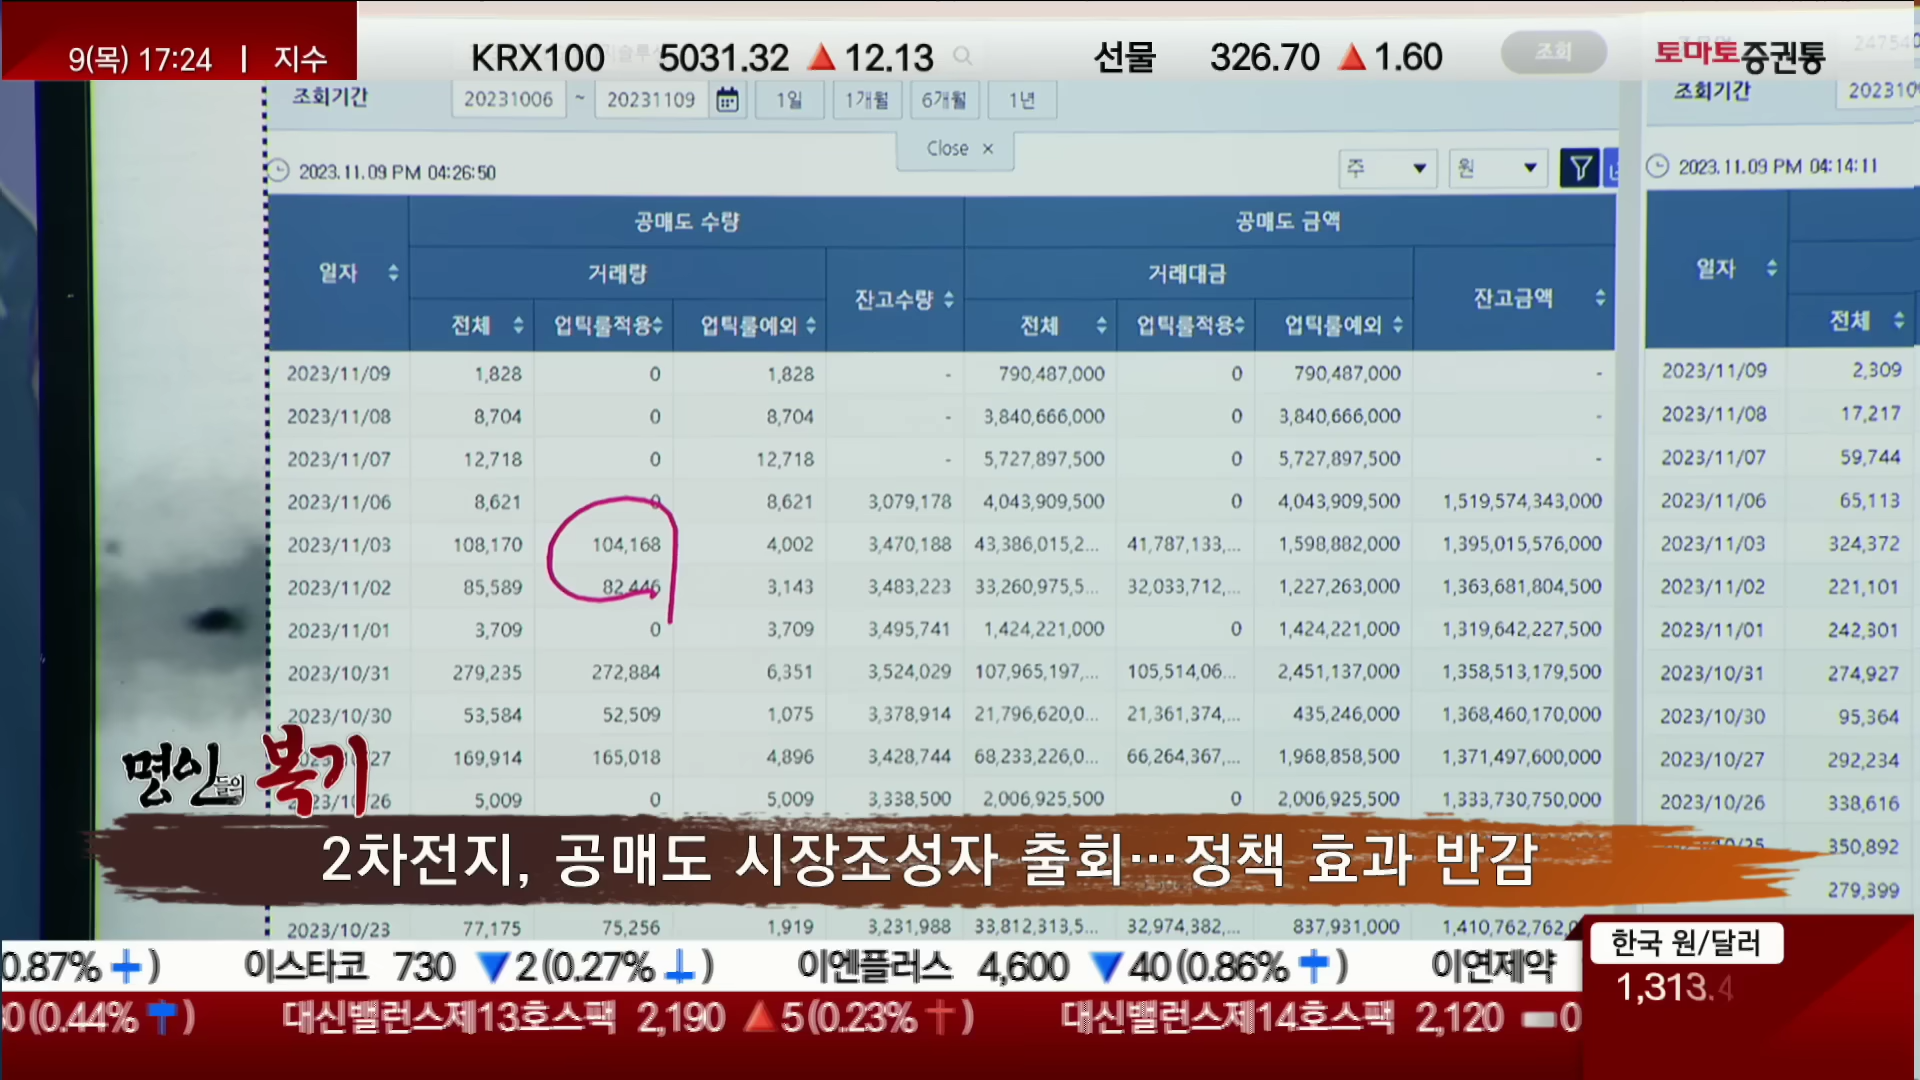 9(목) 17:24 | 지수
KRX100 5031.32 ▲ 12.13 선물 326.70 ▲ 1.60
조회
토마토증권통
조회기간 20231006 ~ 20231109 1일 1개월 6개월 1년
조회기간
Close ×
2023.11.09 PM 04:26:50 주 원
2023.11.09 PM 04:14:11
공매도 수량 공매도 금액
일자 거래량 잔고수량 거래대금 잔고금액
전체 업틱룰적용 업틱룰예외 전체 업틱룰적용 업틱룰예외
일자 전체
2023/11/09 1,828 0 1,828 - 790,487,000 0 790,487,000 -
2023/11/08 8,704 0 8,704 - 3,840,666,000 0 3,840,666,000 -
2023/11/07 12,718 0 12,718 - 5,727,897,500 0 5,727,897,500 -
2023/11/06 8,621 0 8,621 3,079,178 4,043,909,500 0 4,043,909,500 1,519,574,343,000
2023/11/03 108,170 104,168 4,002 3,470,188 43,386,015,2... 41,787,133,... 1,598,882,000 1,395,015,576,000
2023/11/02 85,589 82,446 3,143 3,483,223 33,260,975,5... 32,033,712,... 1,227,263,000 1,363,681,804,500
2023/11/01 3,709 0 3,709 3,495,741 1,424,221,000 0 1,424,221,000 1,319,642,227,500
2023/10/31 279,235 272,884 6,351 3,524,029 107,965,197,... 105,514,06... 2,451,137,000 1,358,513,179,500
2023/10/30 53,584 52,509 1,075 3,378,914 21,796,620,0... 21,361,374,... 435,246,000 1,368,460,170,000
27 169,914 165,018 4,896 3,428,744 68,233,226,0... 66,264,367,... 1,968,858,500 1,371,497,600,000
26 5,009 0 5,009 3,338,500 2,006,925,500 0 2,006,925,500 1,333,730,750,000
2023/10/23 77,175 75,256 1,919 3,231,988 33,812,313,5... 32,974,382,... 837,931,000 1,410,762,762,0
2023/11/09 2,309
2023/11/08 17,217
2023/11/07 59,744
2023/11/06 65,113
2023/11/03 324,372
2023/11/02 221,101
2023/11/01 242,301
2023/10/31 274,927
2023/10/30 95,364
2023/10/27 292,234
2023/10/26 338,616
350,892
279,399
명인들의 복기
2차전지, 공매도 시장조성자 출회…정책 효과 반감
0.87% ) 이스타코 730 ▼ 2(0.27% ) 이엔플러스 4,600 ▼ 40(0.86% ) 이연제약
한국 원/달러
1,313.4
0(0.44% ) 대신밸런스제13호스팩 2,190 ▲ 5(0.23% ) 대신밸런스제14호스팩 2,120 0